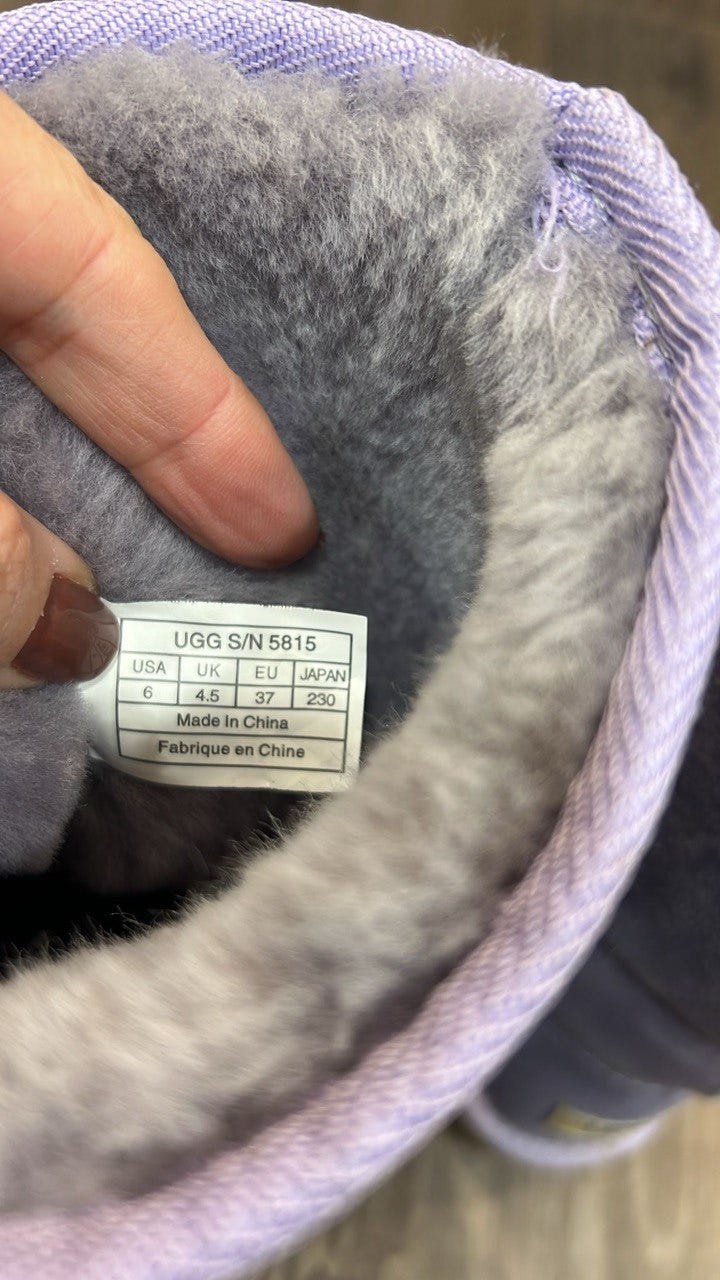 UGG S/N 5815
USA UK EU JAPAN
6 4.5 37 230
Made In China
Fabrique en Chine